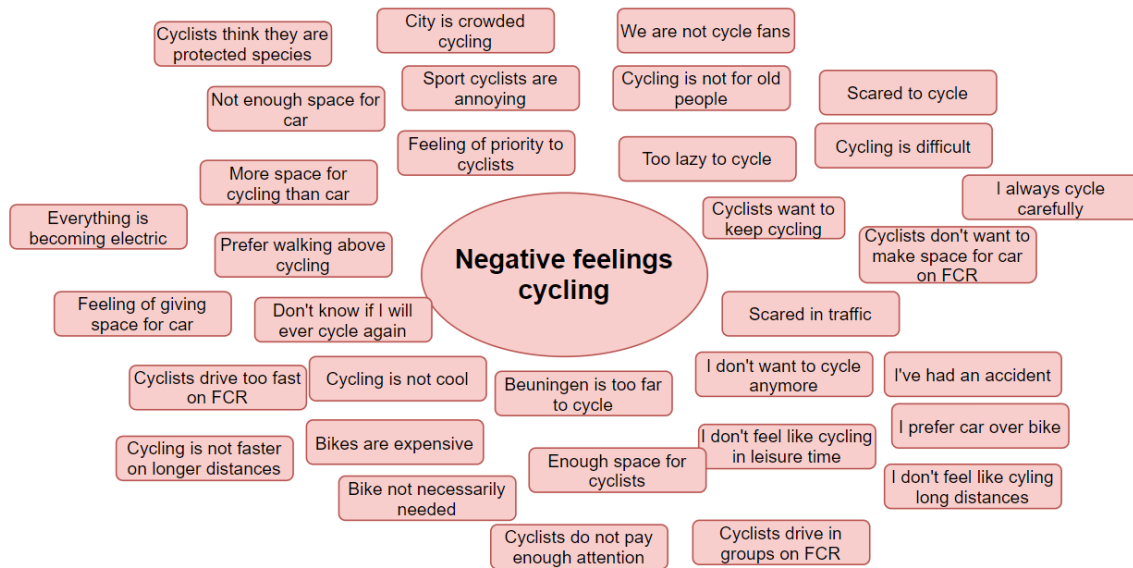 Cyclists think they are
protected species
City is crowded
cycling
We are not cycle fans
Not enough space for
car
Sport cyclists are
annoying
Cycling is not for old
people
Scared to cycle
Feeling of priority to
cyclists
Too lazy to cycle
Cycling is difficult
More space for
cycling than car
I always cycle
carefully
Everything is
becoming electric
Prefer walking above
cycling
Cyclists want to
keep cycling
Cyclists don't want to
make space for car
on FCR
Negative feelings
cycling
Feeling of giving
space for car
Don't know if I will
ever cycle again
Scared in traffic
Cyclists drive too fast
on FCR
Cycling is not cool
Beuningen is too far
to cycle
I don't want to cycle
anymore
I've had an accident
Cycling is not faster
on longer distances
Bikes are expensive
I don't feel like cycling
in leisure time
I prefer car over bike
Bike not necessarily
needed
Enough space for
cyclists
I don't feel like cyling
long distances
Cyclists do not pay
enough attention
Cyclists drive in
groups on FCR